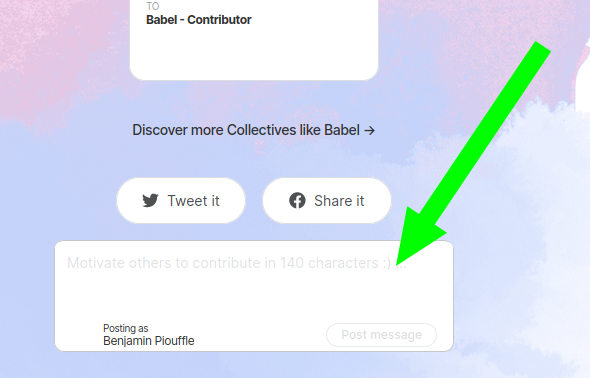 TO
Babel - Contributor
Discover more Collectives like Babel →
Tweet it
Share it
Motivate others to contribute in 140 characters :)
Posting as
Benjamin Piouffle
Post message